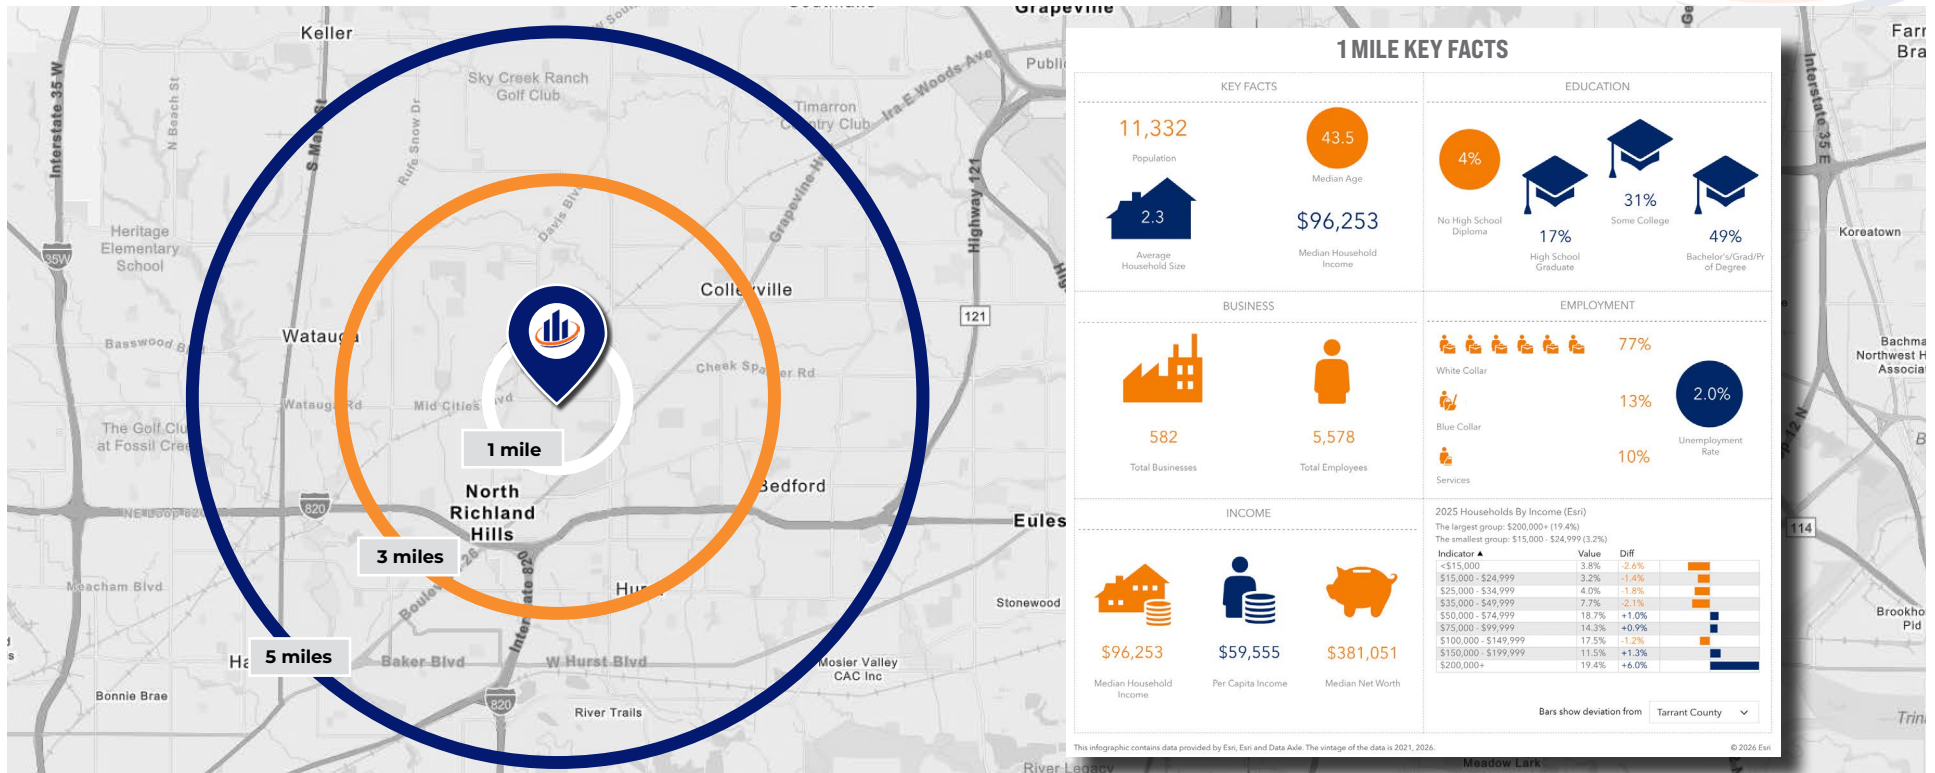 Grapevine
Keller
Sky Creek Ranch
Golf Club
Ira-E-Woods-Ave
Interstate 35 W
N Beach St
S Main St
Rufe Snow Dr
Timarron
Country Club
Grapevine Hwy
Highway 121
Davis Blvd
Heritage
Elementary
School
35W
Colleyville
121
Watauga
Basswood Blvd
Cheek Sparger Rd
Watauga Rd
Mid Cities Blvd
The Golf Club
at Fossil Creek
1 mile
North
Richland
Hills
Bedford
Euless
NE Loop 820
820
3 miles
Boulevard 26
Interstate 820
Hurst
Meacham Blvd
Stonewood
5 miles
Baker Blvd
W Hurst Blvd
Mosier Valley
CAC Inc
Bonnie Brae
820
River Trails
River Legacy
Interstate 35 E
Koreatown
114
Meadow Lark
1 MILE KEY FACTS
KEY FACTS
11,332
Population
43.5
Median Age
2.3
Average
Household Size
$96,253
Median Household
Income
EDUCATION
4%
No High School
Diploma
17%
High School
Graduate
31%
Some College
49%
Bachelor's/Grad/Pr
of Degree
BUSINESS
582
Total Businesses
5,578
Total Employees
EMPLOYMENT
77%
White Collar
13%
Blue Collar
10%
Services
2.0%
Unemployment
Rate
INCOME
$96,253
Median Household
Income
$59,555
Per Capita Income
$381,051
Median Net Worth
2025 Households By Income (Esri)
The largest group: $200,000+ (19.4%)
The smallest group: $15,000 - $24,999 (3.2%)
Indicator ▲ Value Diff
<$15,000 3.8% -2.6%
$15,000 - $24,999 3.2% -1.4%
$25,000 - $34,999 4.0% -1.8%
$35,000 - $49,999 7.7% -2.1%
$50,000 - $74,999 18.7% +1.0%
$75,000 - $99,999 14.3% +0.9%
$100,000 - $149,999 17.5% -1.2%
$150,000 - $199,999 11.5% +1.3%
$200,000+ 19.4% +6.0%
Bars show deviation from Tarrant County
This infographic contains data provided by Esri, Esri and Data Axle. The vintage of the data is 2021, 2026.
© 2026 Esri